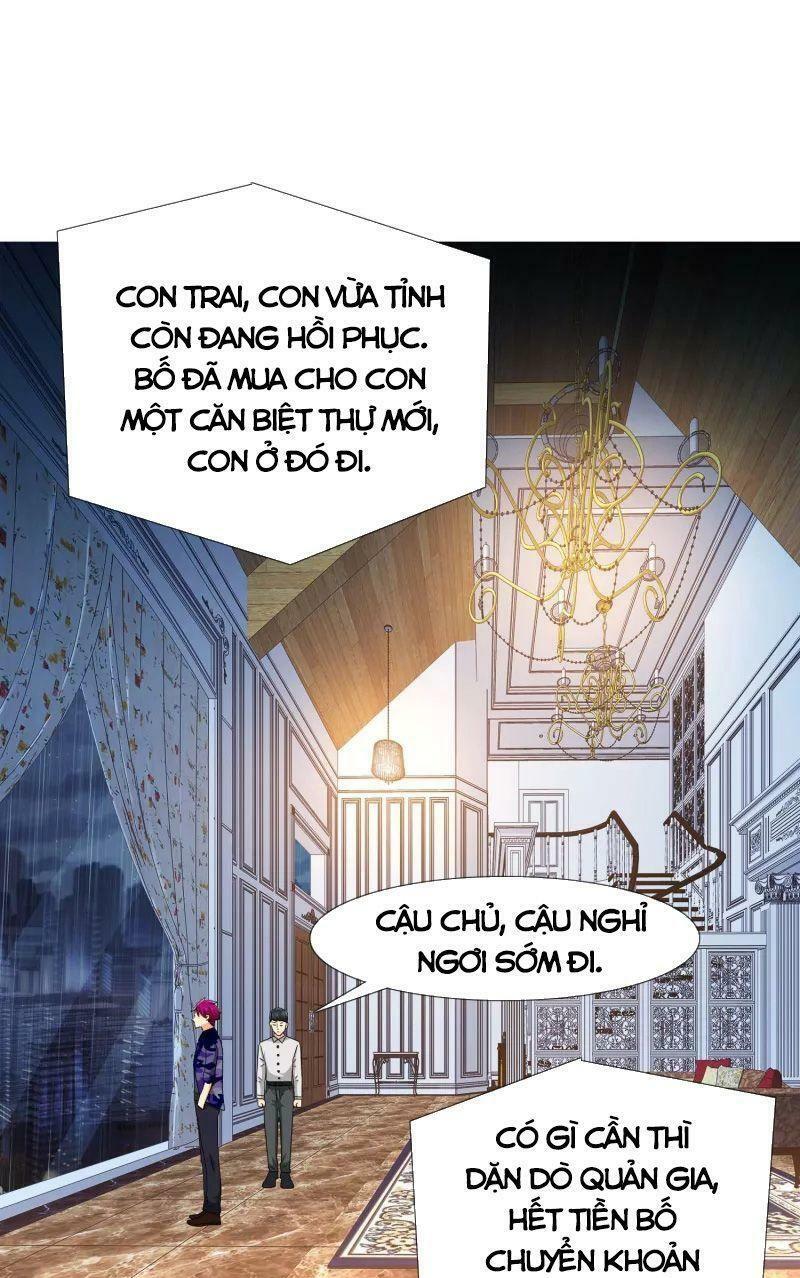 CON TRAI, CON VỪA TỈNH
CÒN ĐANG HỒI PHỤC.
BỐ ĐÃ MUA CHO CON
MỘT CĂN BIỆT THỰ MỚI,
CON Ở ĐÓ ĐI.
CẬU CHỦ, CẬU NGHỈ
NGƠI SỚM ĐI.
CÓ GÌ CẦN THÌ
DẶN DÒ QUẢN GIA,
HẾT TIỀN BỐ
CHUYỂN KHOẢN